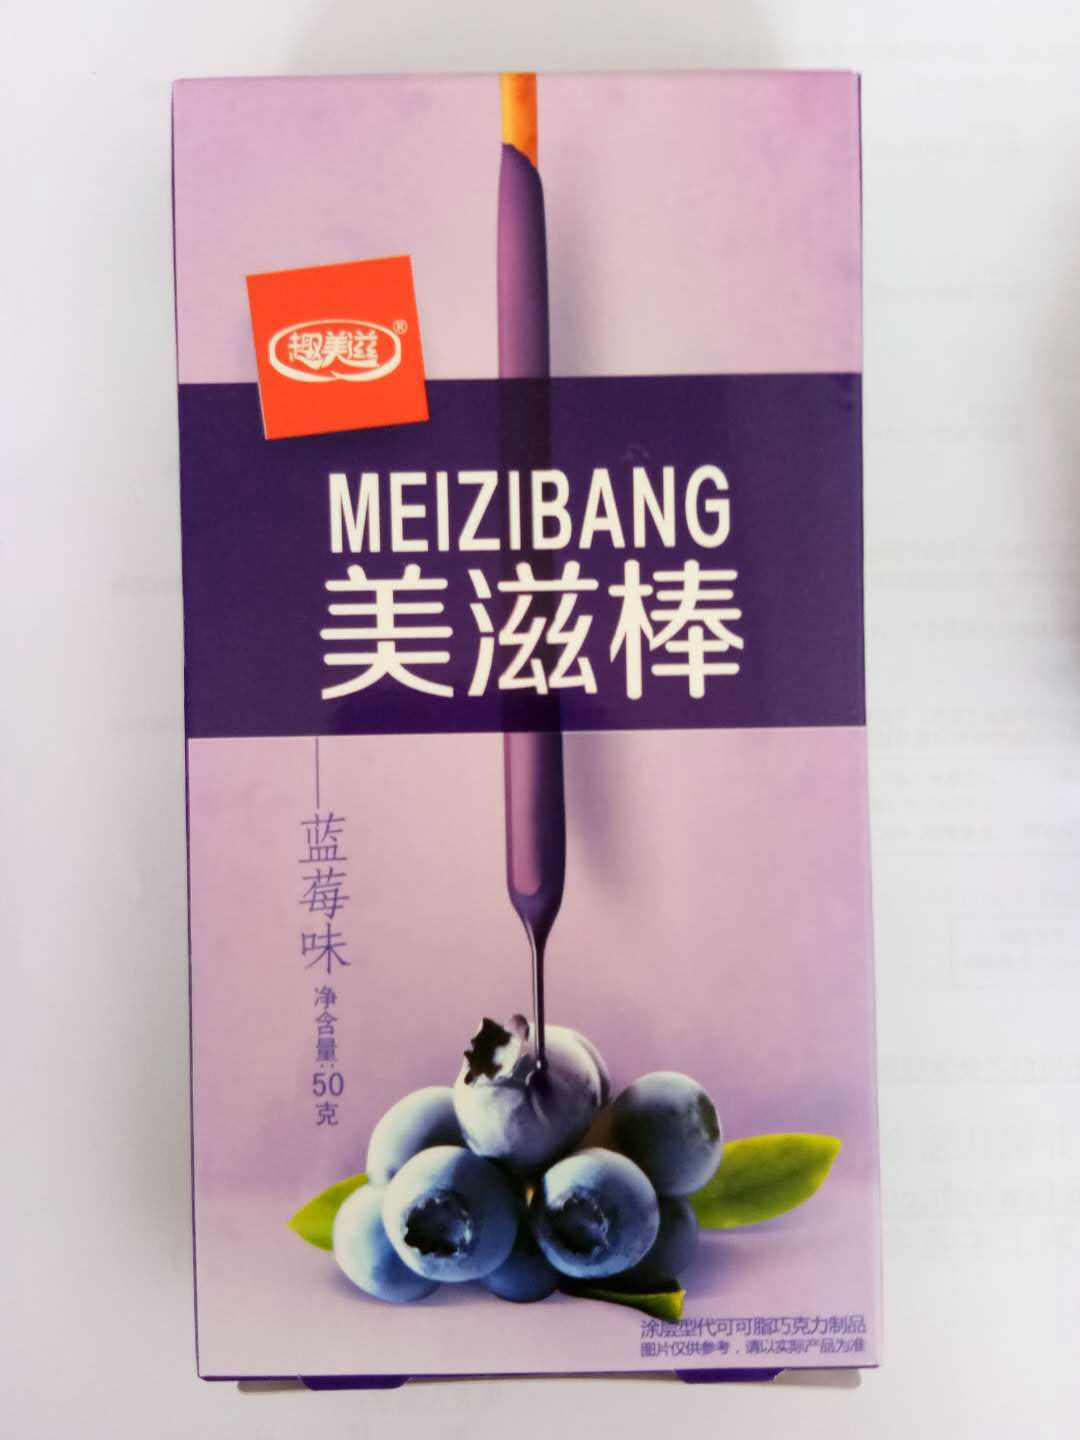 趣美滋®
MEIZIBANG
美滋棒
蓝莓味
净含量:50克
涂层型代可可脂巧克力制品
图片仅供参考，请以实际产品为准